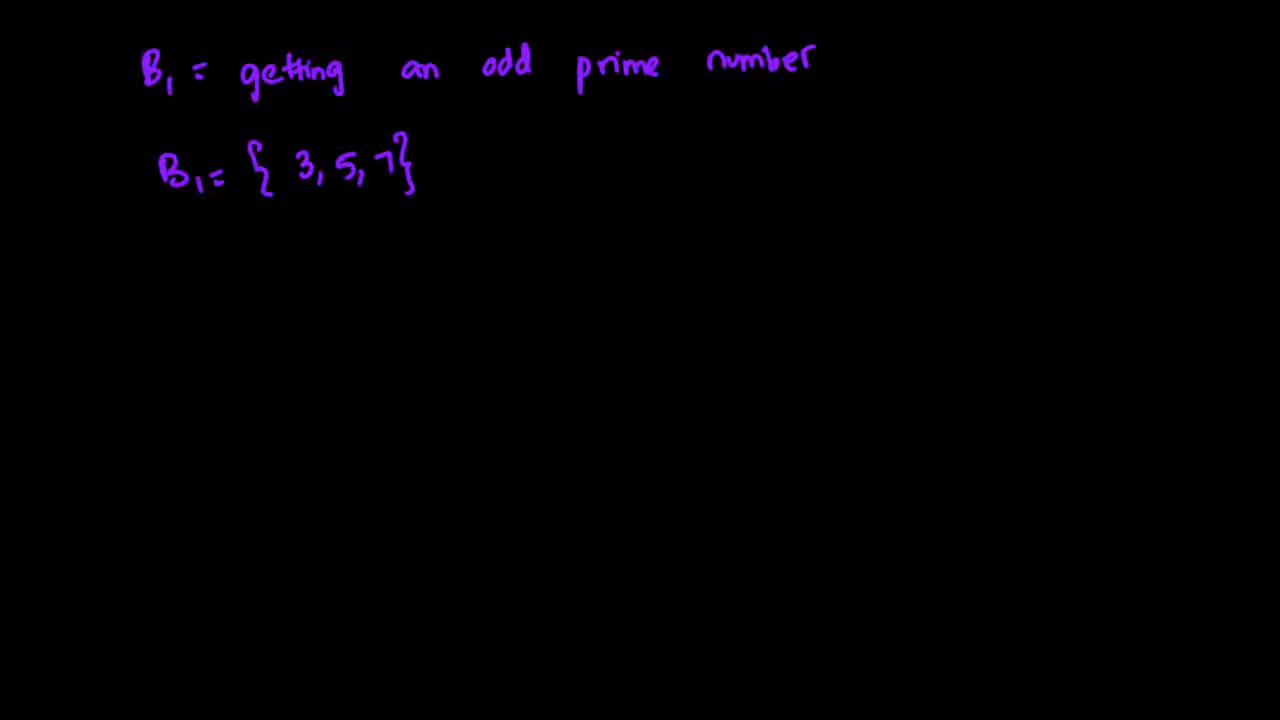 B₁ = getting an odd prime number
B₁ = { 3, 5, 7}